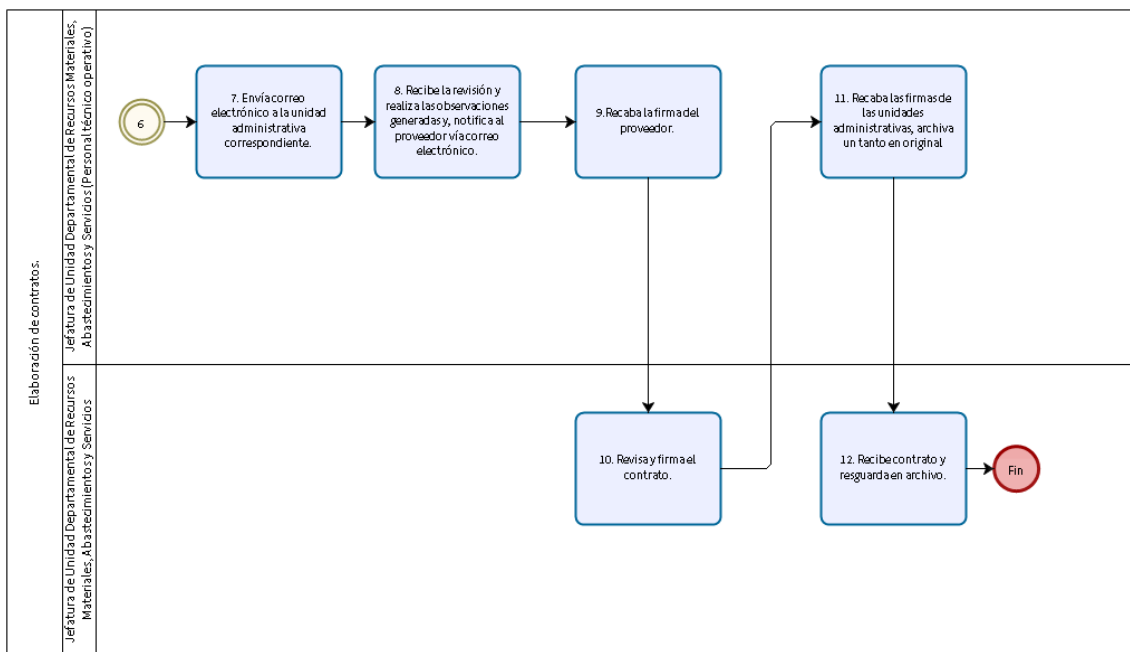 Elaboración de contratos.
Jefatura de Unidad Departamental de Recursos Materiales,
Abastecimientos y Servicios (Personal técnico operativo)
6
7. Envía correo
electrónico a la unidad
administrativa
correspondiente.
8. Recibe la revisión y
realiza las observaciones
generadas y, notifica al
proveedor vía correo
electrónico.
9.Recaba la firma del
proveedor.
11. Recaba las firmas de
las unidades
administrativas, archiva
un tanto en original
Jefatura de Unidad Departamental de Recursos
Materiales, Abastecimientos y Servicios
10. Revisa y firma el
contrato.
12. Recibe contrato y
resguarda en archivo.
Fin